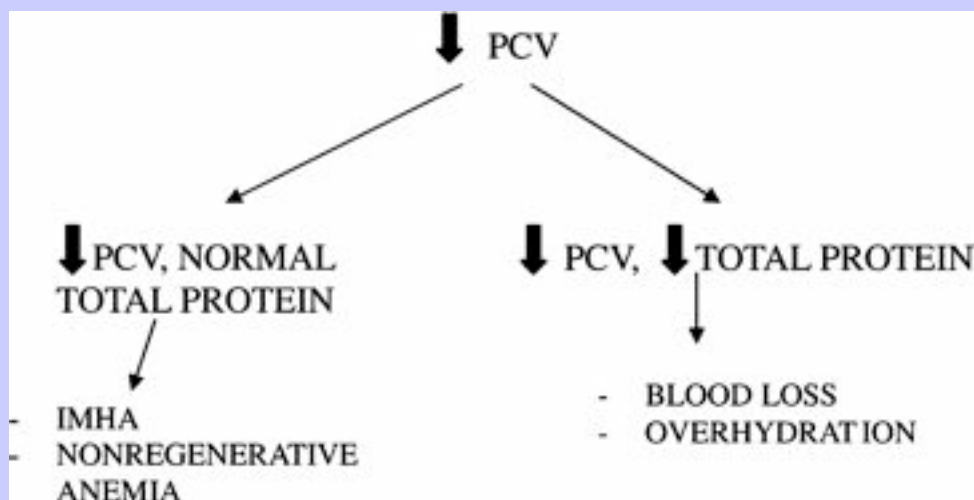 PCV
PCV, NORMAL
TOTAL PROTEIN
PCV, TOTAL PROTEIN
- IMHA
- NONREGENERATIVE
ANEMIA
- BLOOD LOSS
- OVERHYDRATION